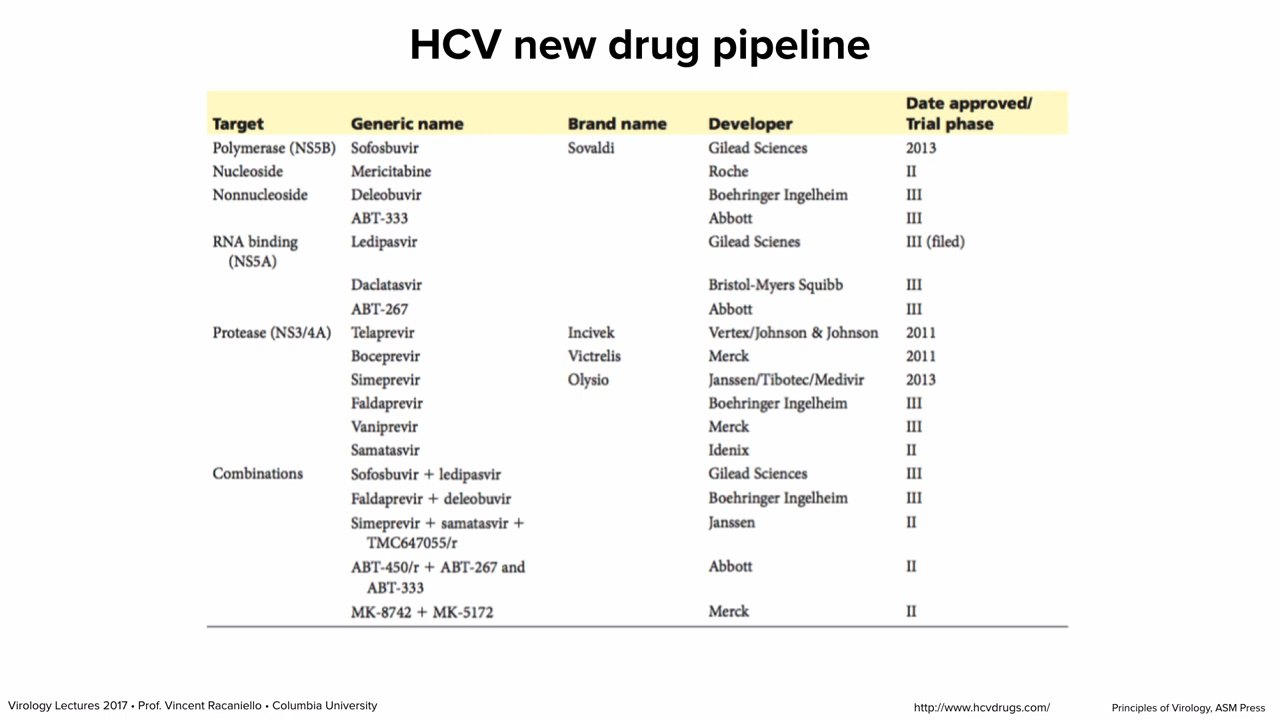 HCV new drug pipeline
Date approved/
Target Generic name Brand name Developer Trial phase
Polymerase (NS5B) Sofosbuvir Sovaldi Gilead Sciences 2013
Nucleoside Mericitabine Roche II
Nonnucleoside Deleobuvir Boehringer Ingelheim III
ABT-333 Abbott III
RNA binding Ledipasvir Gilead Scienes III (filed)
(NS5A)
Daclatasvir Bristol-Myers Squibb III
ABT-267 Abbott III
Protease (NS3/4A) Telaprevir Incivek Vertex/Johnson & Johnson 2011
Boceprevir Victrelis Merck 2011
Simeprevir Olysio Janssen/Tibotec/Medivir 2013
Faldaprevir Boehringer Ingelheim III
Vaniprevir Merck III
Samatasvir Idenix II
Combinations Sofosbuvir + ledipasvir Gilead Sciences III
Faldaprevir + deleobuvir Boehringer Ingelheim III
Simeprevir + samatasvir + Janssen II
TMC647055/r
ABT-450/r + ABT-267 and Abbott II
ABT-333
MK-8742 + MK-5172 Merck II
Virology Lectures 2017 • Prof. Vincent Racaniello • Columbia University http://www.hcvdrugs.com/ Principles of Virology, ASM Press